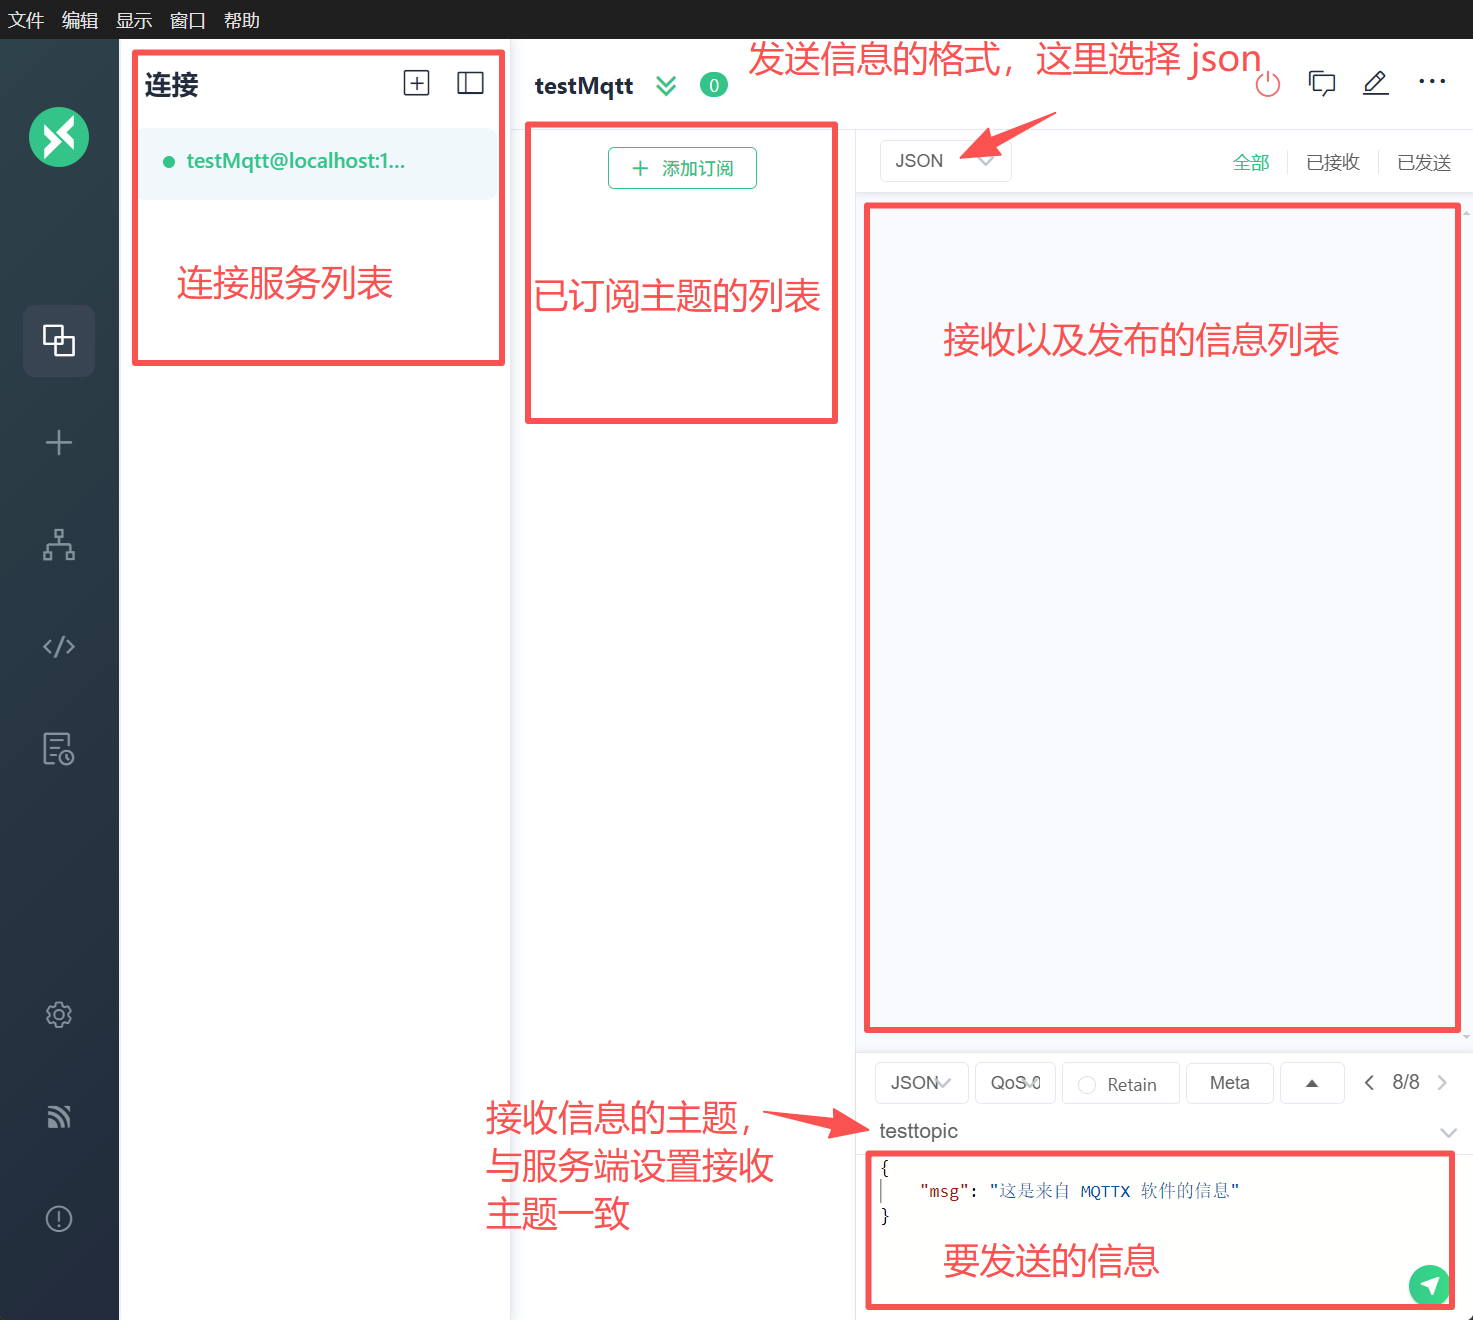 文件 编辑 显示 窗口 帮助
连接
testMqtt@localhost:1...
连接服务列表
testMqtt 0
发送信息的格式，这里选择 json
添加订阅
已订阅主题的列表
JSON
全部 已接收 已发送
接收以及发布的信息列表
JSON QoS 0 Retain Meta 8/8
接收信息的主题，
与服务端设置接收
主题一致
testtopic
{
"msg": "这是来自 MQTTX 软件的信息"
}
要发送的信息